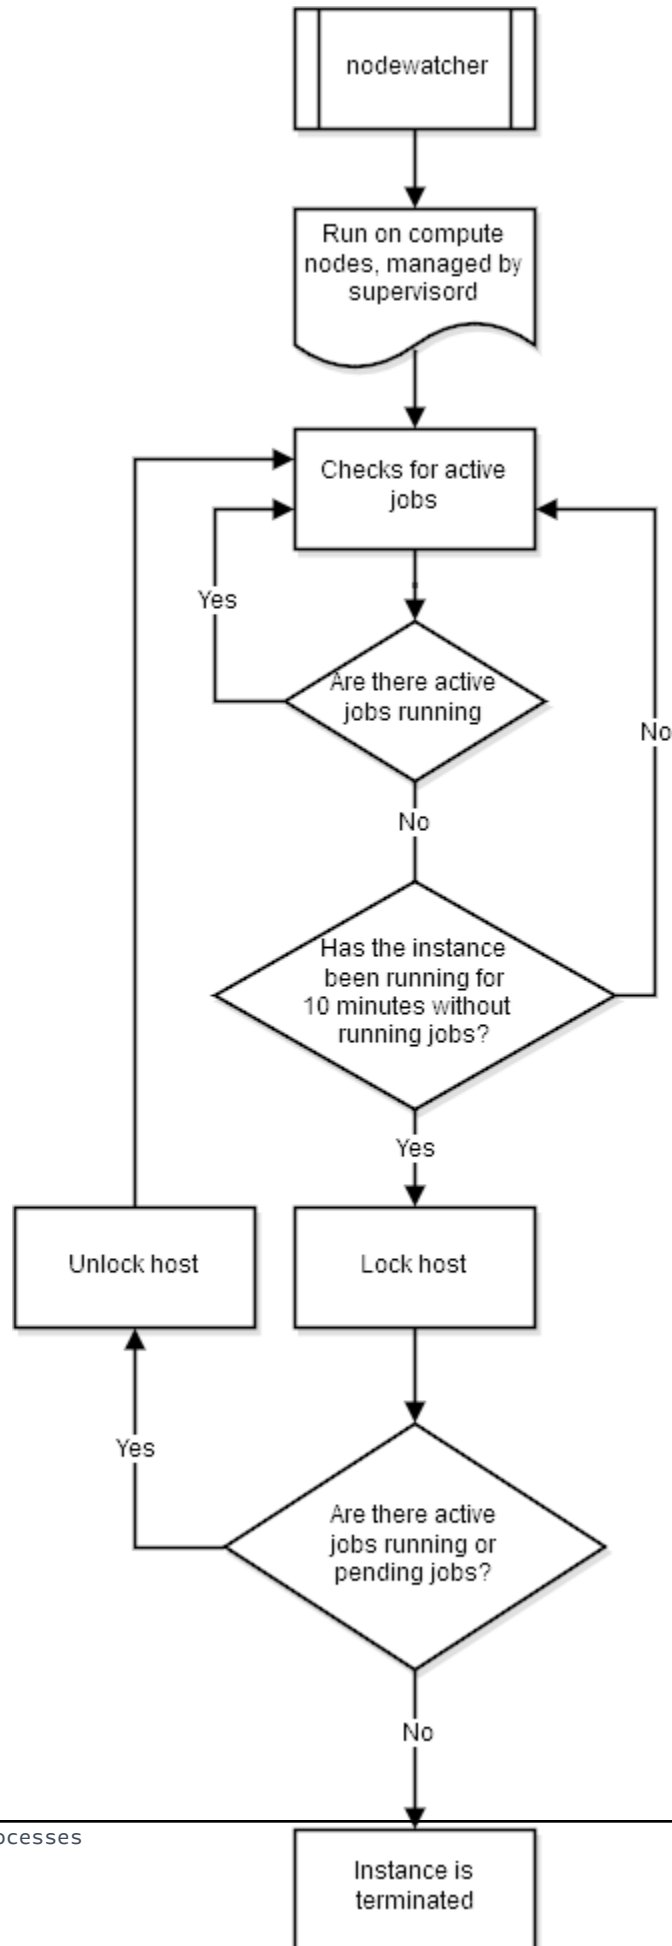 nodewatcher
Run on compute
nodes, managed by
supervisord
Checks for active
jobs
Yes
Are there active
jobs running
No
No
Has the instance
been running for
10 minutes without
running jobs?
Yes
Unlock host
Lock host
Yes
Are there active
jobs running or
pending jobs?
No
Instance is
terminated